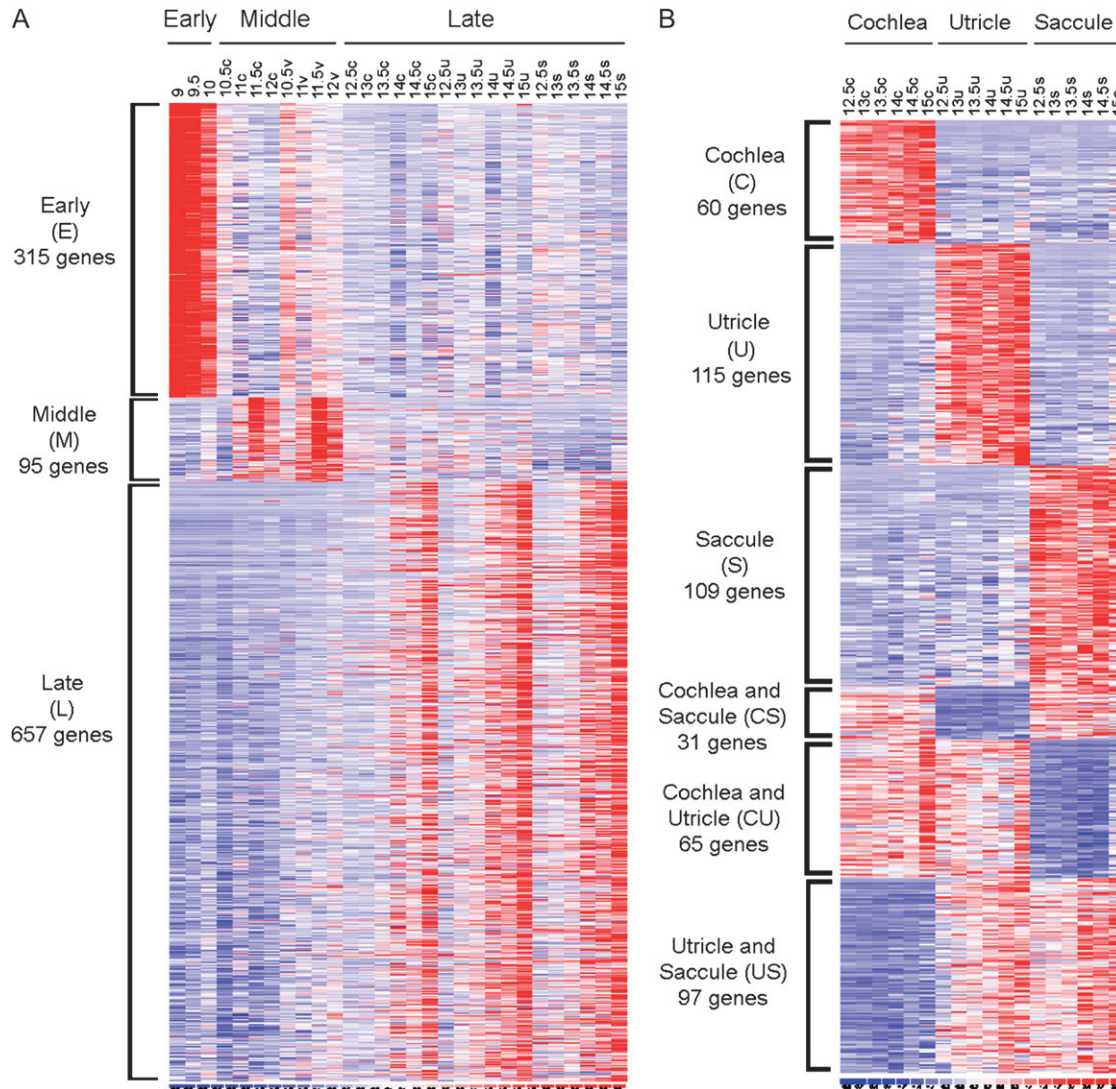 A
Early
Middle
Late
9
9.5
10
10.5c
11c
11.5c
12c
10.5v
11v
11.5v
12v
12.5c
13c
13.5c
14c
14.5c
15c
12.5u
13u
13.5u
14u
14.5u
15u
12.5s
13s
13.5s
14s
14.5s
15s
Early
(E)
315 genes
Middle
(M)
95 genes
Late
(L)
657 genes
B
Cochlea
Utricle
Saccule
12.5c
13c
13.5c
14c
14.5c
15c
12.5u
13u
13.5u
14u
14.5u
15u
12.5s
13s
13.5s
14s
14.5s
Cochlea
(C)
60 genes
Utricle
(U)
115 genes
Saccule
(S)
109 genes
Cochlea and
Saccule (CS)
31 genes
Cochlea and
Utricle (CU)
65 genes
Utricle and
Saccule (US)
97 genes